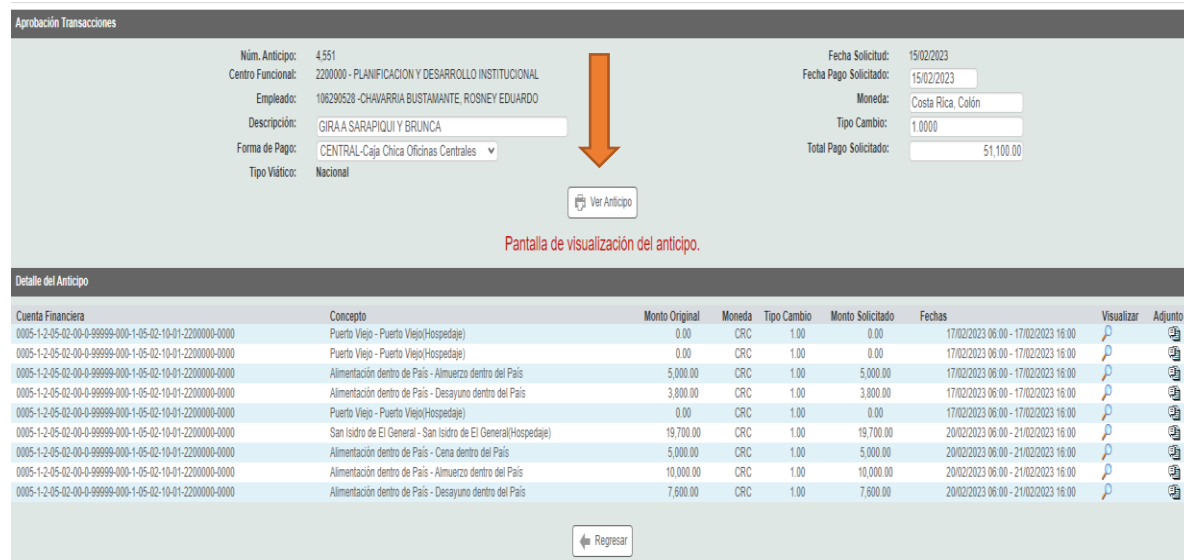 Aprobación Transacciones
Núm. Anticipo: 4,551 Fecha Solicitud: 15/02/2023
Centro Funcional: 2200000 - PLANIFICACION Y DESARROLLO INSTITUCIONAL Fecha Pago Solicitado: 15/02/2023
Empleado: 106290528 -CHAVARRIA BUSTAMANTE, ROSNEY EDUARDO Moneda: Costa Rica, Colón
Descripción: GIRA A SARAPIQUI Y BRUNCA Tipo Cambio: 1.0000
Forma de Pago: CENTRAL-Caja Chica Oficinas Centrales Total Pago Solicitado: 51,100.00
Tipo Viático: Nacional
Ver Anticipo
Pantalla de visualización del anticipo.
Detalle del Anticipo
Cuenta Financiera Concepto Monto Original Moneda Tipo Cambio Monto Solicitado Fechas Visualizar Adjunto
0005-1-2-05-02-00-0-99999-000-1-05-02-10-01-2200000-0000 Puerto Viejo - Puerto Viejo(Hospedaje) 0.00 CRC 1.00 0.00 17/02/2023 06:00 - 17/02/2023 16:00
0005-1-2-05-02-00-0-99999-000-1-05-02-10-01-2200000-0000 Puerto Viejo - Puerto Viejo(Hospedaje) 0.00 CRC 1.00 0.00 17/02/2023 06:00 - 17/02/2023 16:00
0005-1-2-05-02-00-0-99999-000-1-05-02-10-01-2200000-0000 Alimentación dentro de País - Almuerzo dentro del País 5,000.00 CRC 1.00 5,000.00 17/02/2023 06:00 - 17/02/2023 16:00
0005-1-2-05-02-00-0-99999-000-1-05-02-10-01-2200000-0000 Alimentación dentro de País - Desayuno dentro del País 3,800.00 CRC 1.00 3,800.00 17/02/2023 06:00 - 17/02/2023 16:00
0005-1-2-05-02-00-0-99999-000-1-05-02-10-01-2200000-0000 Puerto Viejo - Puerto Viejo(Hospedaje) 0.00 CRC 1.00 0.00 17/02/2023 06:00 - 17/02/2023 16:00
0005-1-2-05-02-00-0-99999-000-1-05-02-10-01-2200000-0000 San Isidro de El General - San Isidro de El General(Hospedaje) 19,700.00 CRC 1.00 19,700.00 20/02/2023 06:00 - 21/02/2023 16:00
0005-1-2-05-02-00-0-99999-000-1-05-02-10-01-2200000-0000 Alimentación dentro de País - Cena dentro del País 5,000.00 CRC 1.00 5,000.00 20/02/2023 06:00 - 21/02/2023 16:00
0005-1-2-05-02-00-0-99999-000-1-05-02-10-01-2200000-0000 Alimentación dentro de País - Almuerzo dentro del País 10,000.00 CRC 1.00 10,000.00 20/02/2023 06:00 - 21/02/2023 16:00
0005-1-2-05-02-00-0-99999-000-1-05-02-10-01-2200000-0000 Alimentación dentro de País - Desayuno dentro del País 7,600.00 CRC 1.00 7,600.00 20/02/2023 06:00 - 21/02/2023 16:00
Regresar